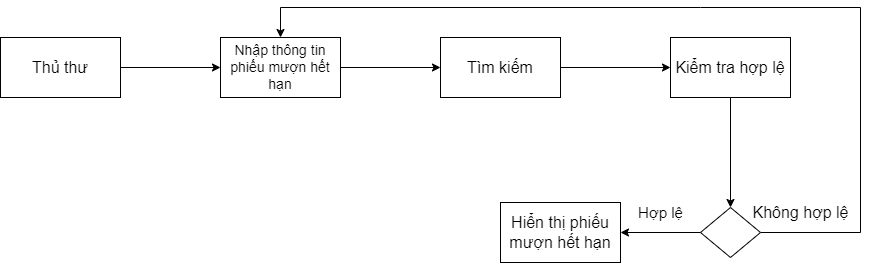 Thủ thư
Nhập thông tin
phiếu mượn hết
hạn
Tìm kiếm
Kiểm tra hợp lệ
Hiển thị phiếu
mượn hết hạn
Hợp lệ
Không hợp lệ